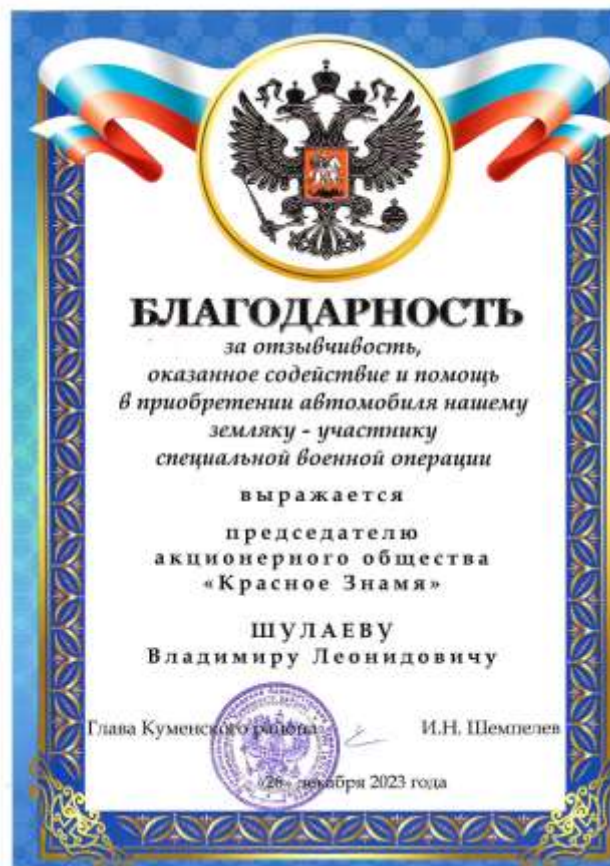 БЛАГОДАРНОСТЬ
за отзывчивость,
оказанное содействие и помощь
в приобретении автомобиля нашему
земляку - участнику
специальной военной операции
выражается
председателю
акционерного общества
«Красное Знамя»
ШУЛАЕВУ
Владимиру Леонидовичу
Глава Куменского района И.Н. Шемпелев
«26» декабря 2023 года